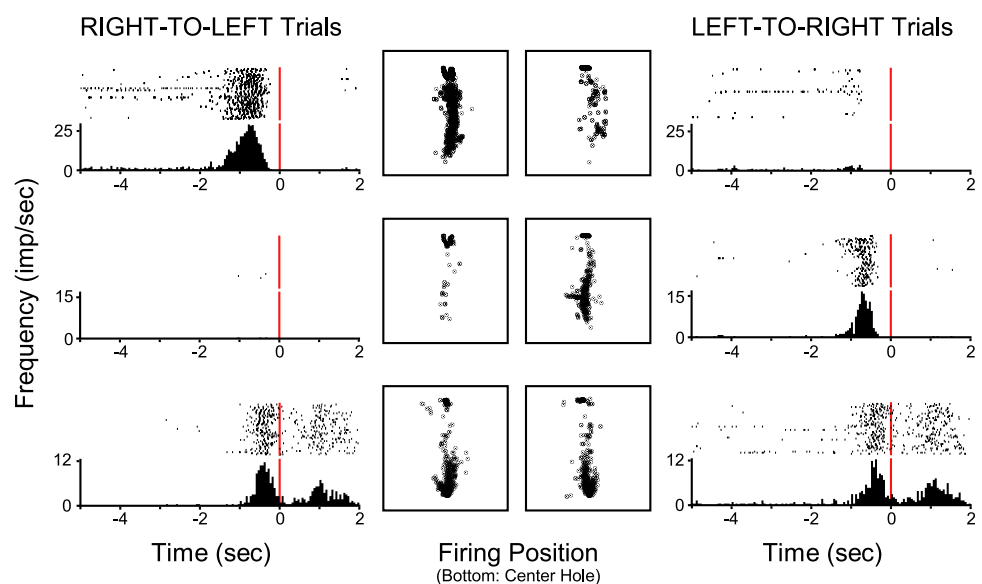 RIGHT-TO-LEFT Trials
LEFT-TO-RIGHT Trials
Frequency (imp/sec)
25
0
-4 -2 0 2
25
0
-4 -2 0 2
15
0
-4 -2 0 2
15
0
-4 -2 0 2
12
0
-4 -2 0 2
12
0
-4 -2 0 2
Time (sec)
Firing Position
(Bottom: Center Hole)
Time (sec)